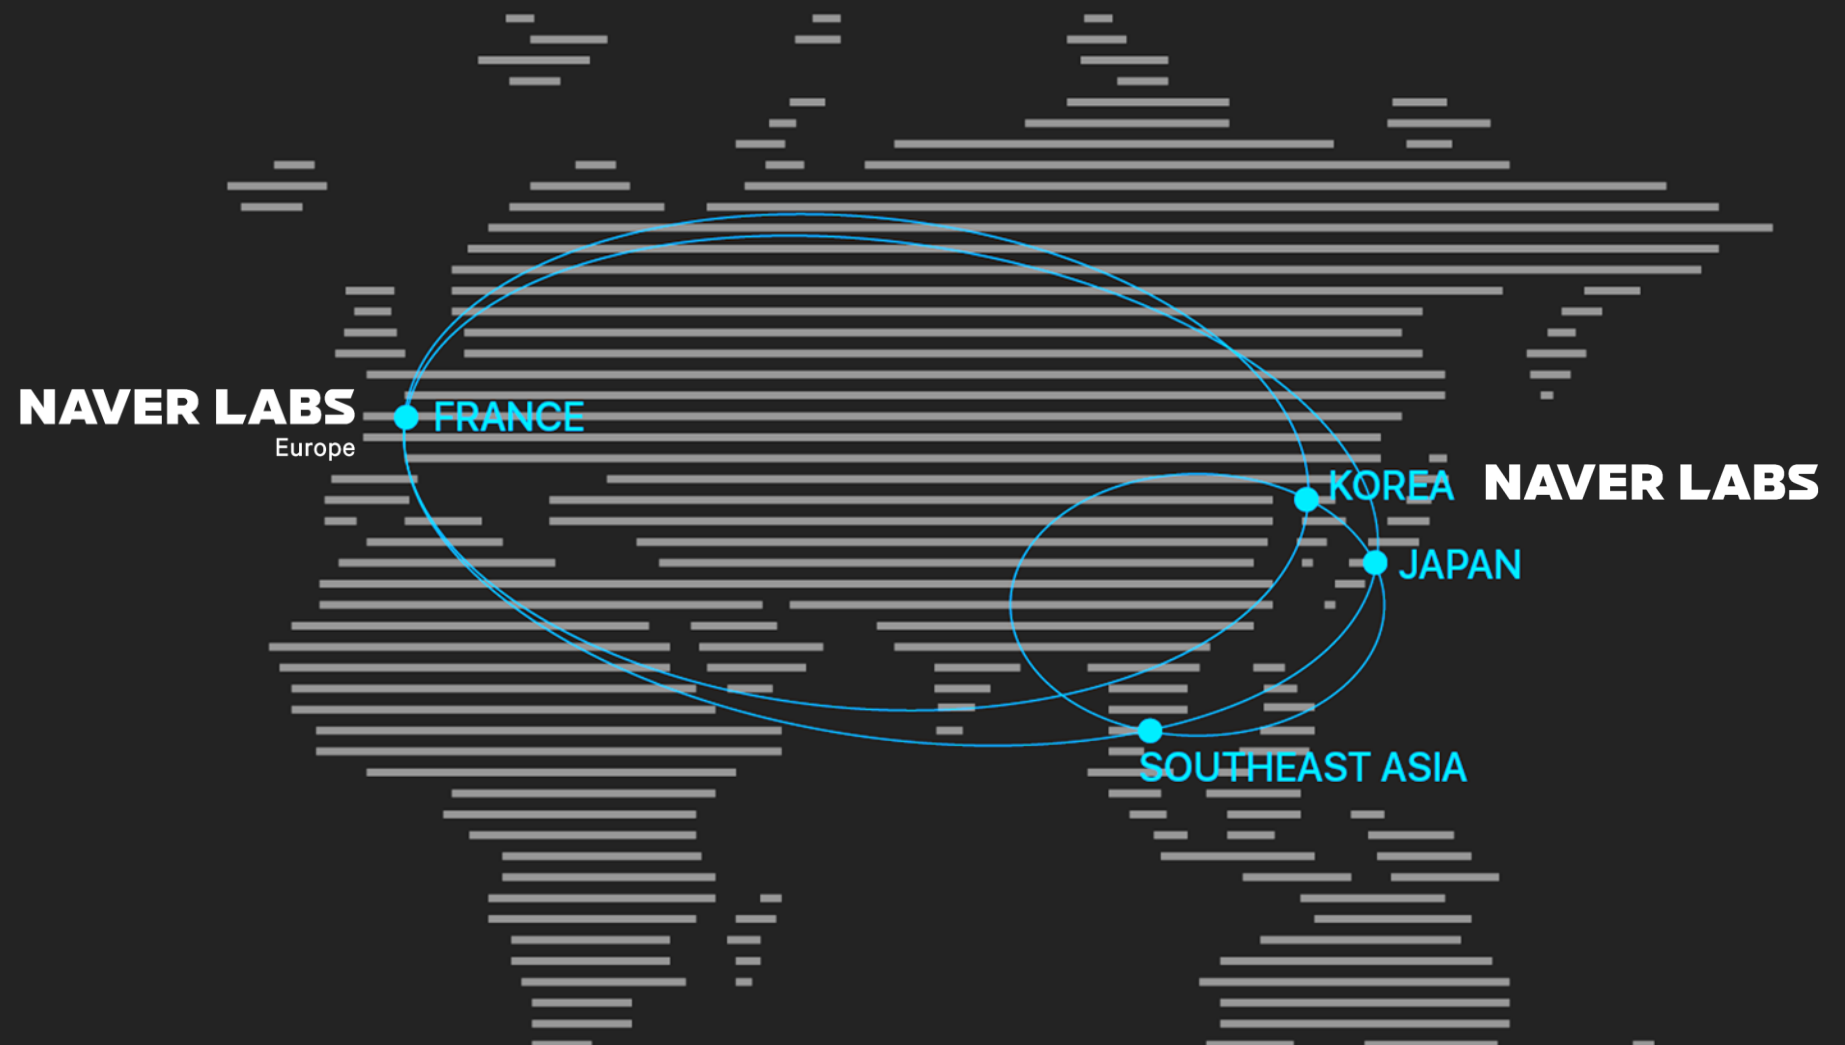 NAVER LABS
Europe
FRANCE
KOREA
NAVER LABS
JAPAN
SOUTHEAST ASIA